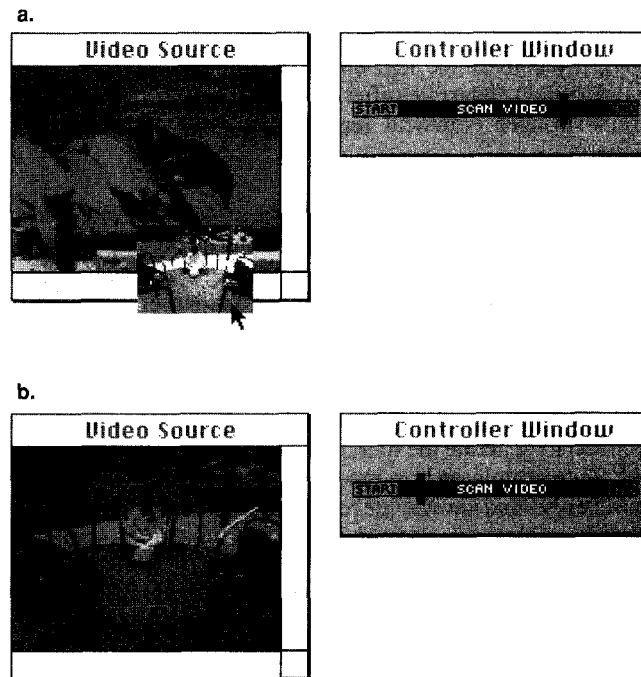 a.
Video Source
Controller Window
START SCAN VIDEO
b.
Video Source
Controller Window
START SCAN VIDEO